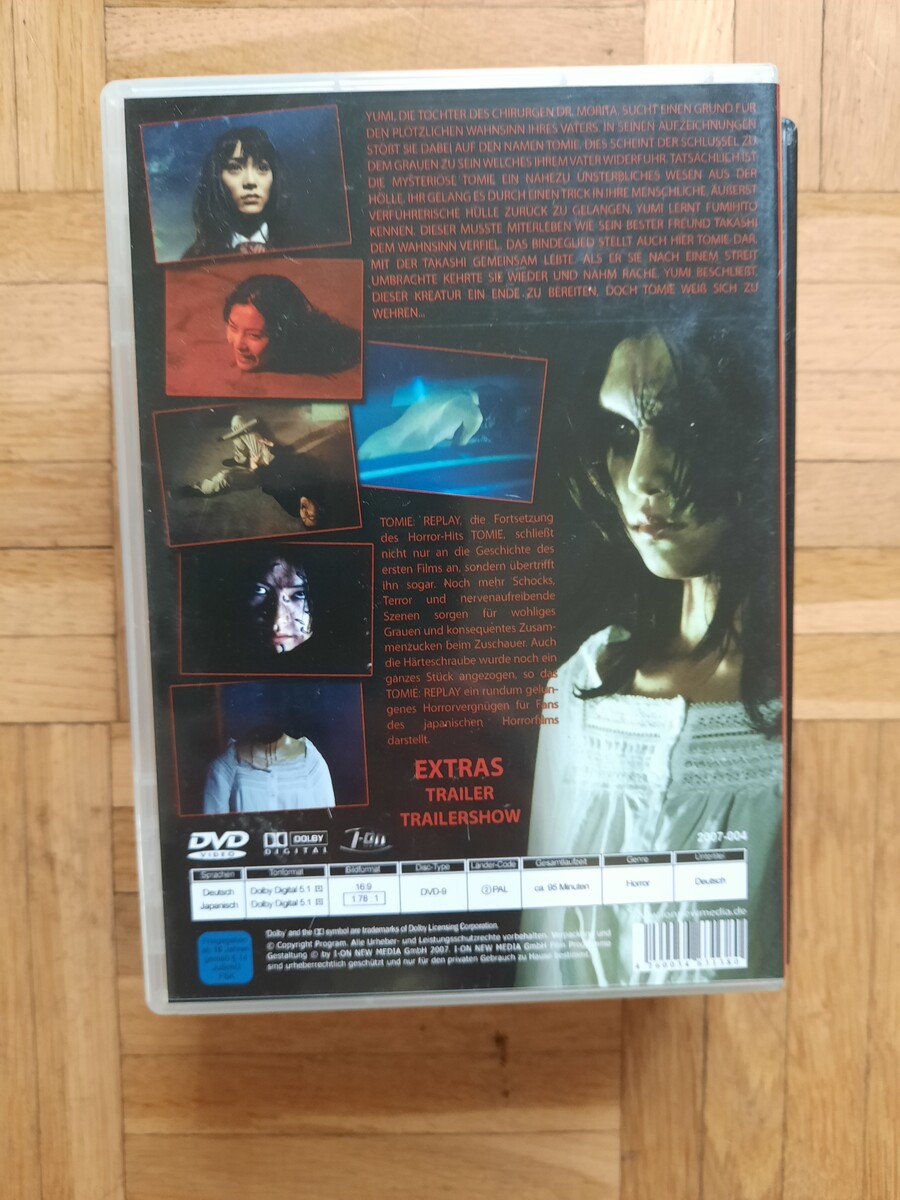 YUMI, DIE TOCHTER DES CHIRURGEN DR. MORITA, SUCHT EINEN GRUND FÜR
DEN PLÖTZLICHEN WAHNSINN IHRES VATERS. IN SEINEN AUFZEICHNUNGEN
STÖßT SIE DABEI AUF DEN NAMEN TOMIE. DIES SCHEINT DER SCHLÜSSEL ZU
DEM GRAUEN ZU SEIN WELCHES IHREM VATER WIDERFUHR. TATSÄCHLICH IST
DIE MYSTERIÖSE TOMIE EIN NAHEZU UNSTERBLICHES WESEN AUS DER
HÖLLE. IHR GELANG ES DURCH EINEN TRICK IN IHRE MENSCHLICHE, ÄUßERST
VERFÜHRERISCHE HÜLLE ZURÜCK ZU GELANGEN. YUMI LERNT FUMIHITO
KENNEN. DIESER MUSSTE MITERLEBEN WIE SEIN BESTER FREUND TAKASHI
DEM WAHNSINN VERFIEL. DAS BINDEGLIED STELLT AUCH HIER TOMIE DAR,
MIT DER TAKASHI GEMEINSAM LEBTE. ALS ER SIE NACH EINEM STREIT
UMBRACHTE KEHRTE SIE WIEDER UND NAHM RACHE. YUMI BESCHLIEßT,
DIESER KREATUR EIN ENDE ZU BEREITEN, DOCH TOMIE WEIß SICH ZU
WEHREN...
TOMIE: REPLAY, die Fortsetzung
des Horror-Hits TOMIE, schließt
nicht nur an die Geschichte des
ersten Films an, sondern übertrifft
ihn sogar. Noch mehr Schocks,
Terror und nervenaufreibende
Szenen sorgen für wohliges
Grauen und konsequentes Zusam-
menzucken beim Zuschauer. Auch
die Härteschraube wurde noch ein
ganzes Stück angezogen, so das
TOMIE: REPLAY ein rundum gelun-
genes Horrorvergnügen für Fans
des japanischen Horrorfilms
darstellt.
EXTRAS
TRAILER
TRAILERSHOW
DVD VIDEO DOLBY DIGITAL I-ON 2007-004
Sprachen Tonformat Bildformat Disc-Type Länder-Code Gesamtlaufzeit Genre Untertitel
Deutsch Dolby Digital 5.1 16:9 DVD-9 2 PAL ca. 95 Minuten Horror Deutsch
Japanisch Dolby Digital 5.1 1.78 : 1
'Dolby' and the symbol are trademarks of Dolby Licensing Corporation.
© Copyright Program. Alle Urheber- und Leistungsschutzrechte vorbehalten. Verpackung und
Gestaltung © by I-ON NEW MEDIA GmbH 2007. I-ON NEW MEDIA GmbH Film Programme
sind urheberrechtlich geschützt und nur für den privaten Gebrauch zu Hause bestimmt.
Freigegeben
ab 16 Jahren
gemäß § 14
JuSchG
FSK